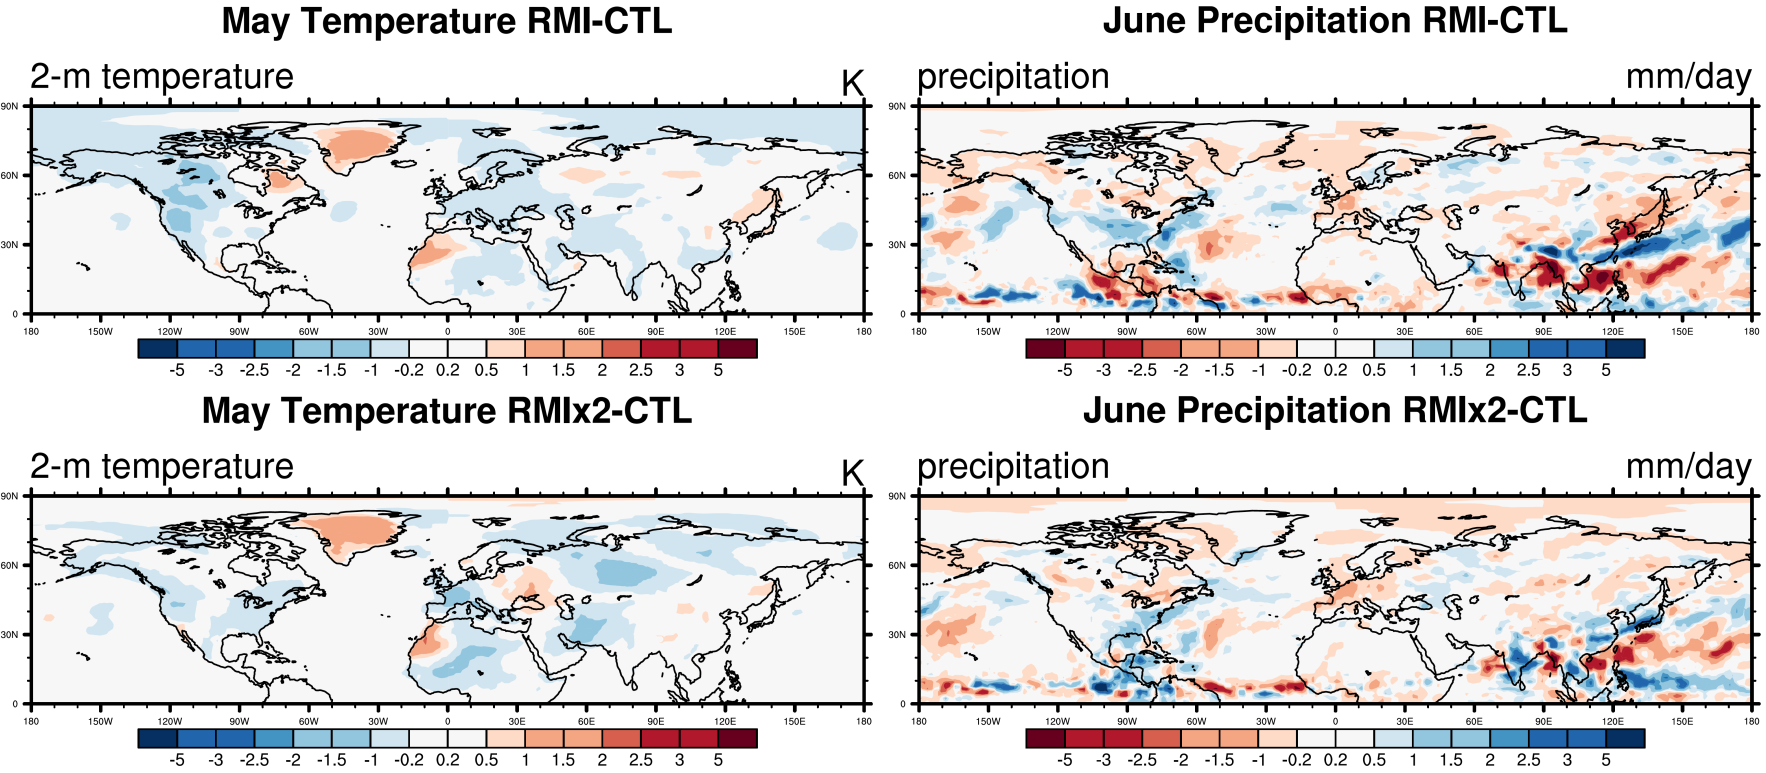 May Temperature RMI-CTL
June Precipitation RMI-CTL
2-m temperature K
precipitation mm/day
90N 60N 30N 0
90N 60N 30N 0
180 150W 120W 90W 60W 30W 0 30E 60E 90E 120E 150E 180
180 150W 120W 90W 60W 30W 0 30E 60E 90E 120E 150E 180
-5 -3 -2.5 -2 -1.5 -1 -0.2 0.2 0.5 1 1.5 2 2.5 3 5
-5 -3 -2.5 -2 -1.5 -1 -0.2 0.2 0.5 1 1.5 2 2.5 3 5
May Temperature RMIx2-CTL
June Precipitation RMIx2-CTL
2-m temperature K
precipitation mm/day
90N 60N 30N 0
90N 60N 30N 0
180 150W 120W 90W 60W 30W 0 30E 60E 90E 120E 150E 180
180 150W 120W 90W 60W 30W 0 30E 60E 90E 120E 150E 180
-5 -3 -2.5 -2 -1.5 -1 -0.2 0.2 0.5 1 1.5 2 2.5 3 5
-5 -3 -2.5 -2 -1.5 -1 -0.2 0.2 0.5 1 1.5 2 2.5 3 5